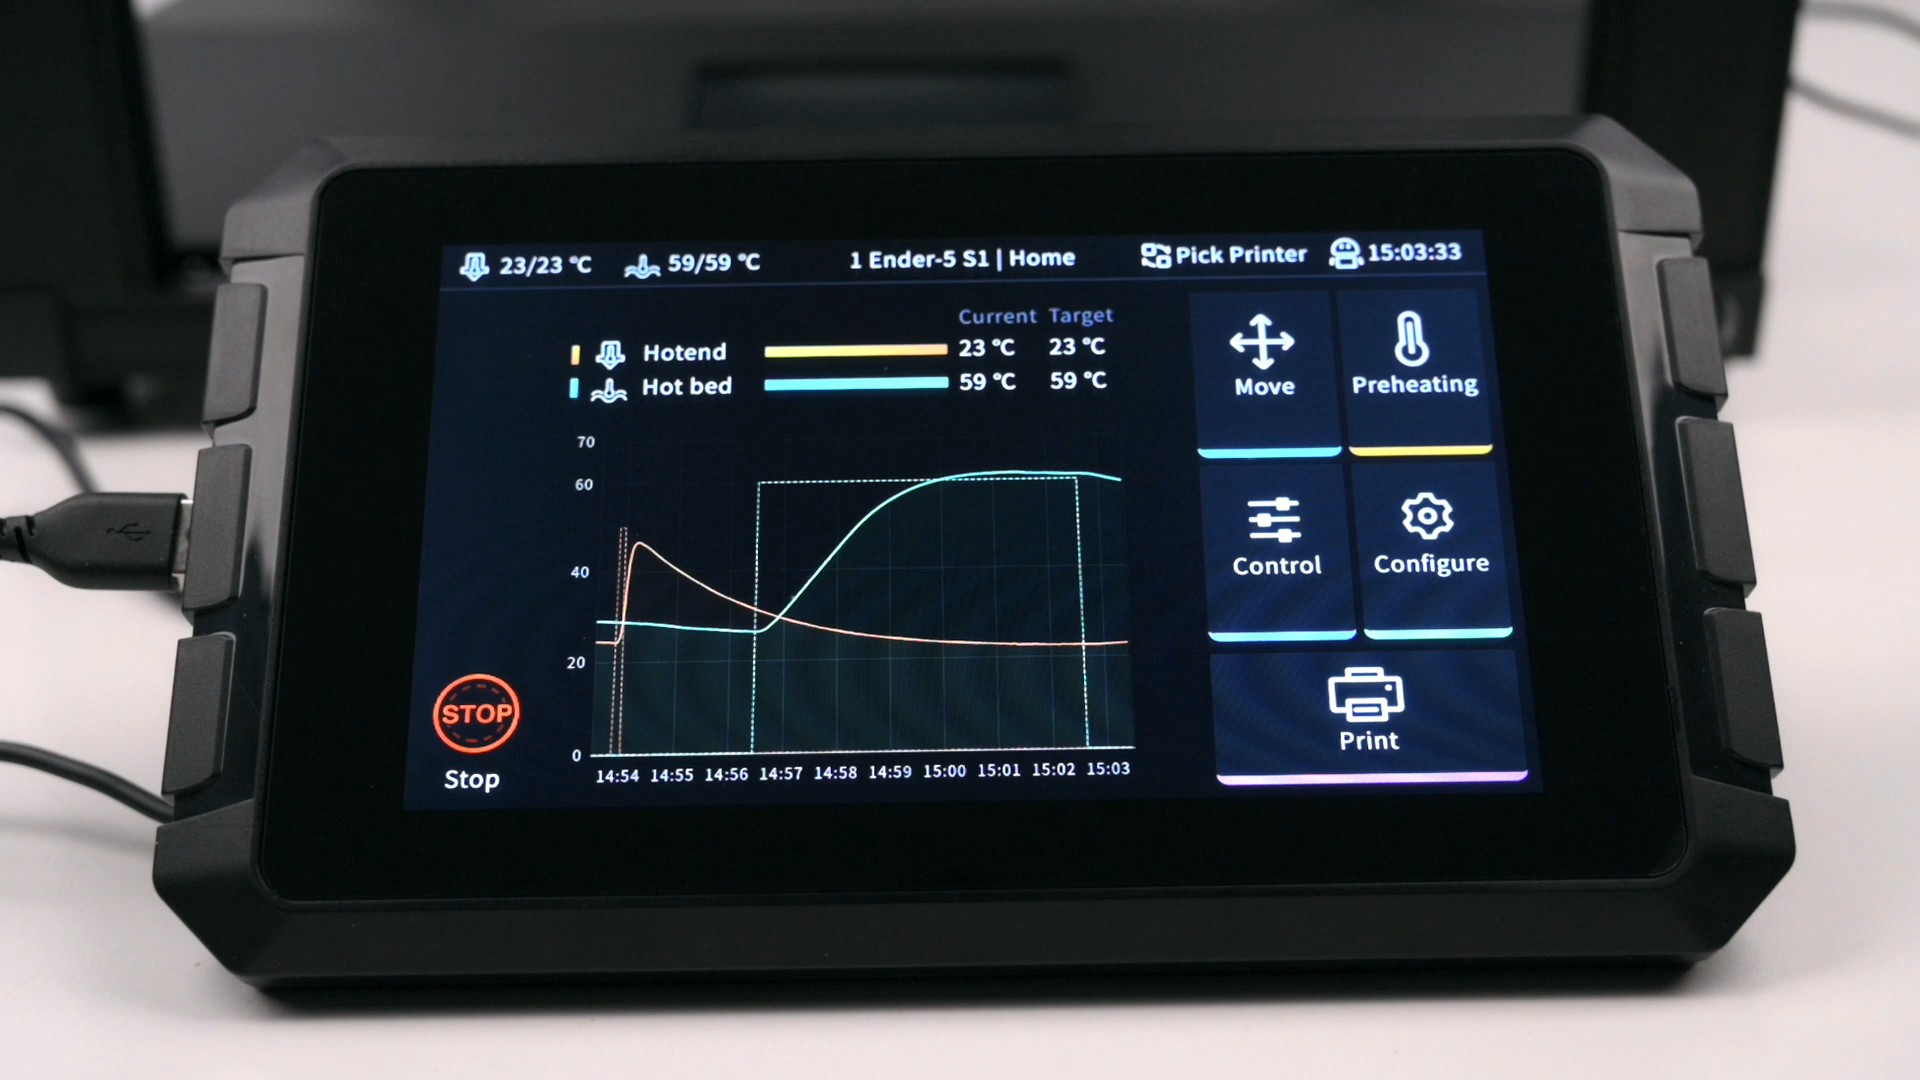 23/23 ℃ 59/59 ℃ 1 Ender-5 S1 | Home Pick Printer 15:03:33
Current Target
Hotend 23 ℃ 23 ℃
Hot bed 59 ℃ 59 ℃
70
60
40
20
0
14:54 14:55 14:56 14:57 14:58 14:59 15:00 15:01 15:02 15:03
STOP
Stop
Move
Preheating
Control
Configure
Print